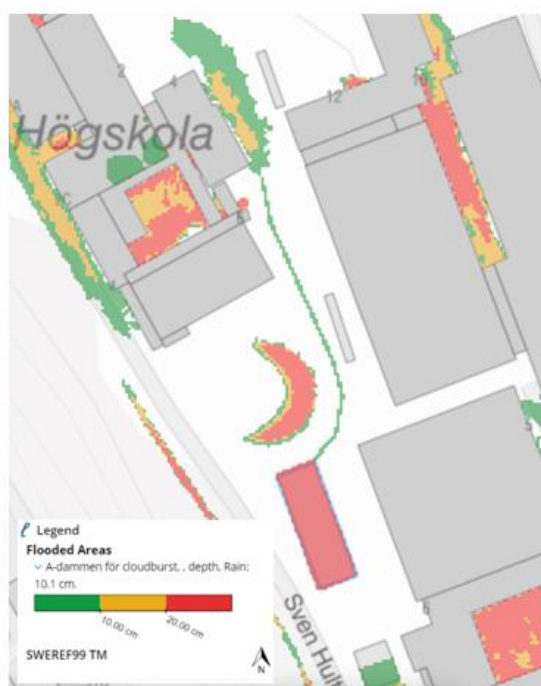 2
4
12
Högskola
6
Legend
Flooded Areas
A-dammen för cloudburst, , depth. Rain:
10.1 cm.
10.00 cm
20.00 cm
SWEREF99 TM
N
Sven Hult